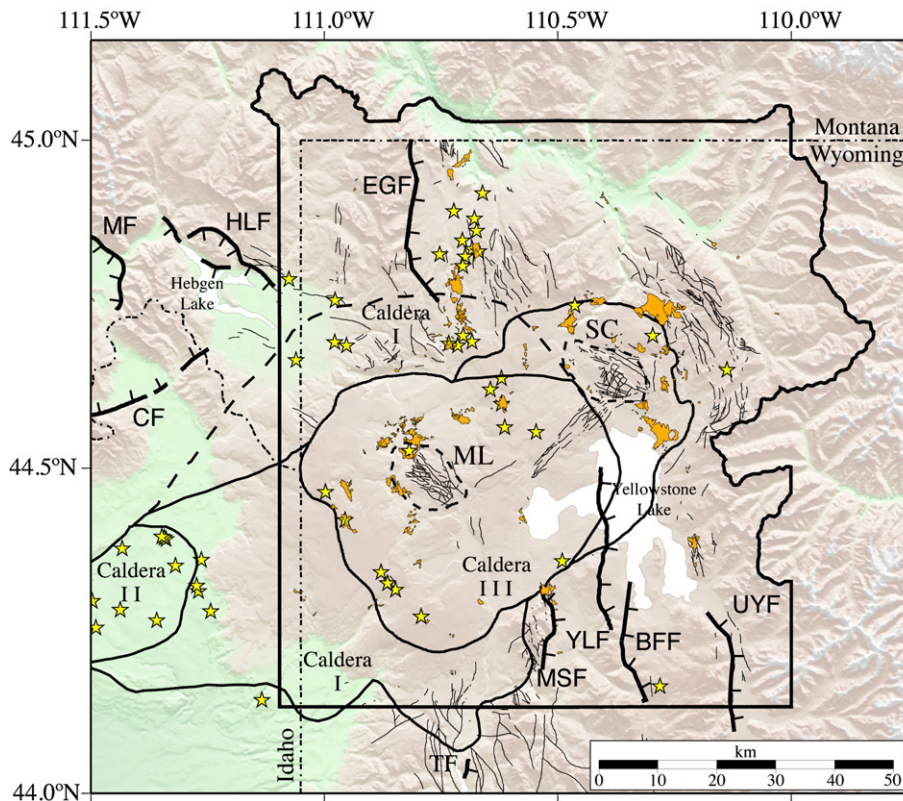 111.5ºW 111.0ºW 110.5ºW 110.0ºW
45.0ºN
Montana
Wyoming
EGF
MF
HLF
Hebgen
Lake
Caldera
I
SC
CF
44.5ºN
ML
Yellowstone
Lake
Caldera
II
Caldera
III
UYF
YLF
BFF
Caldera
I
MSF
Idaho
TF
km
0 10 20 30 40 50
44.0ºN